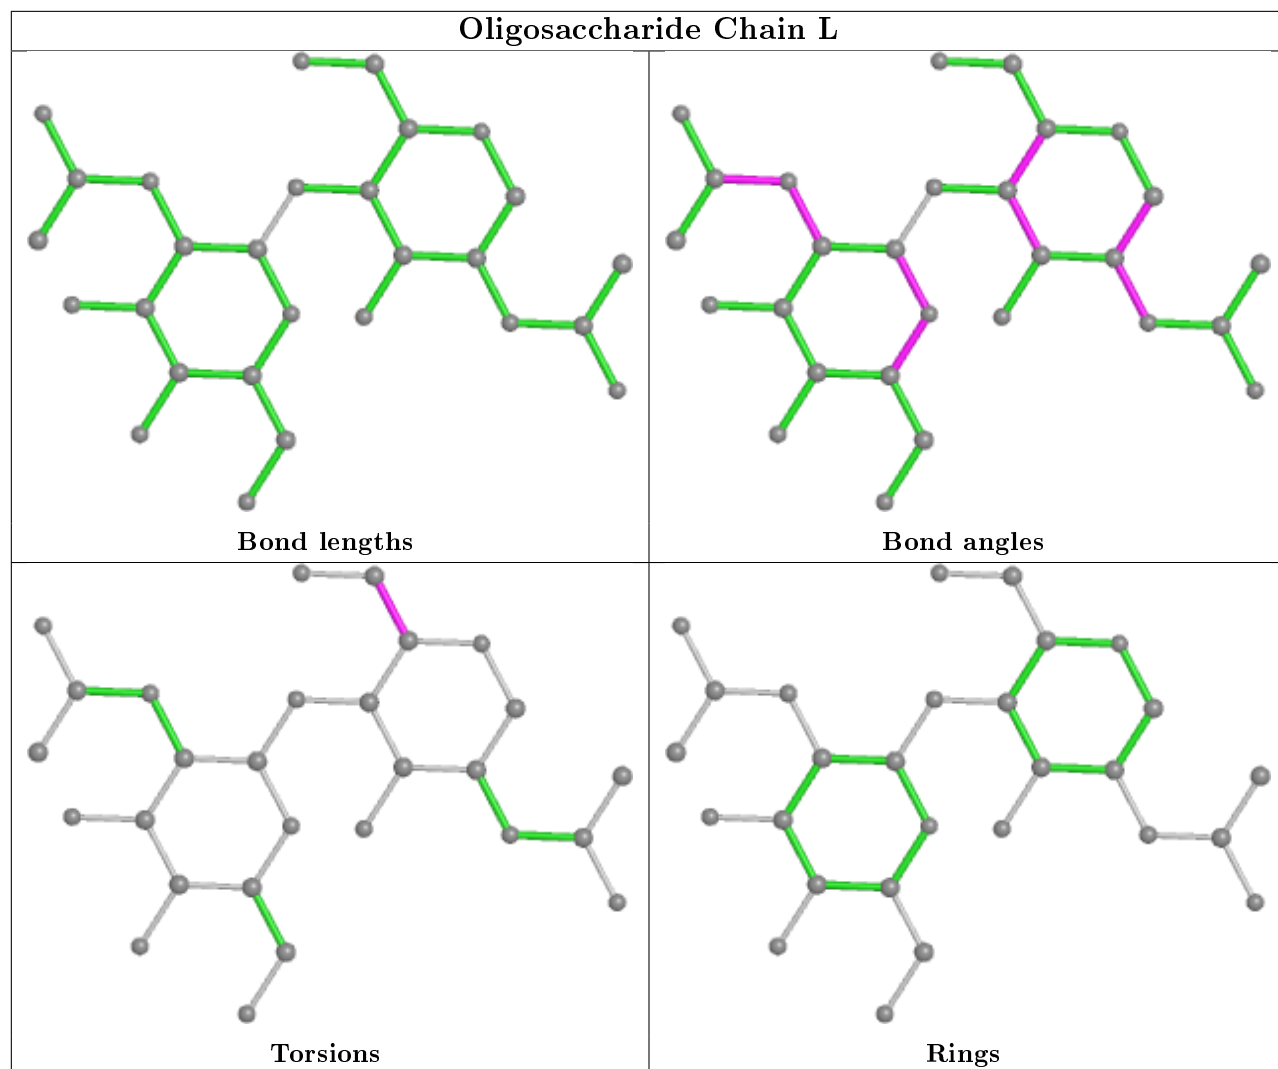 Oligosaccharide Chain L
Bond lengths
Bond angles
Torsions
Rings